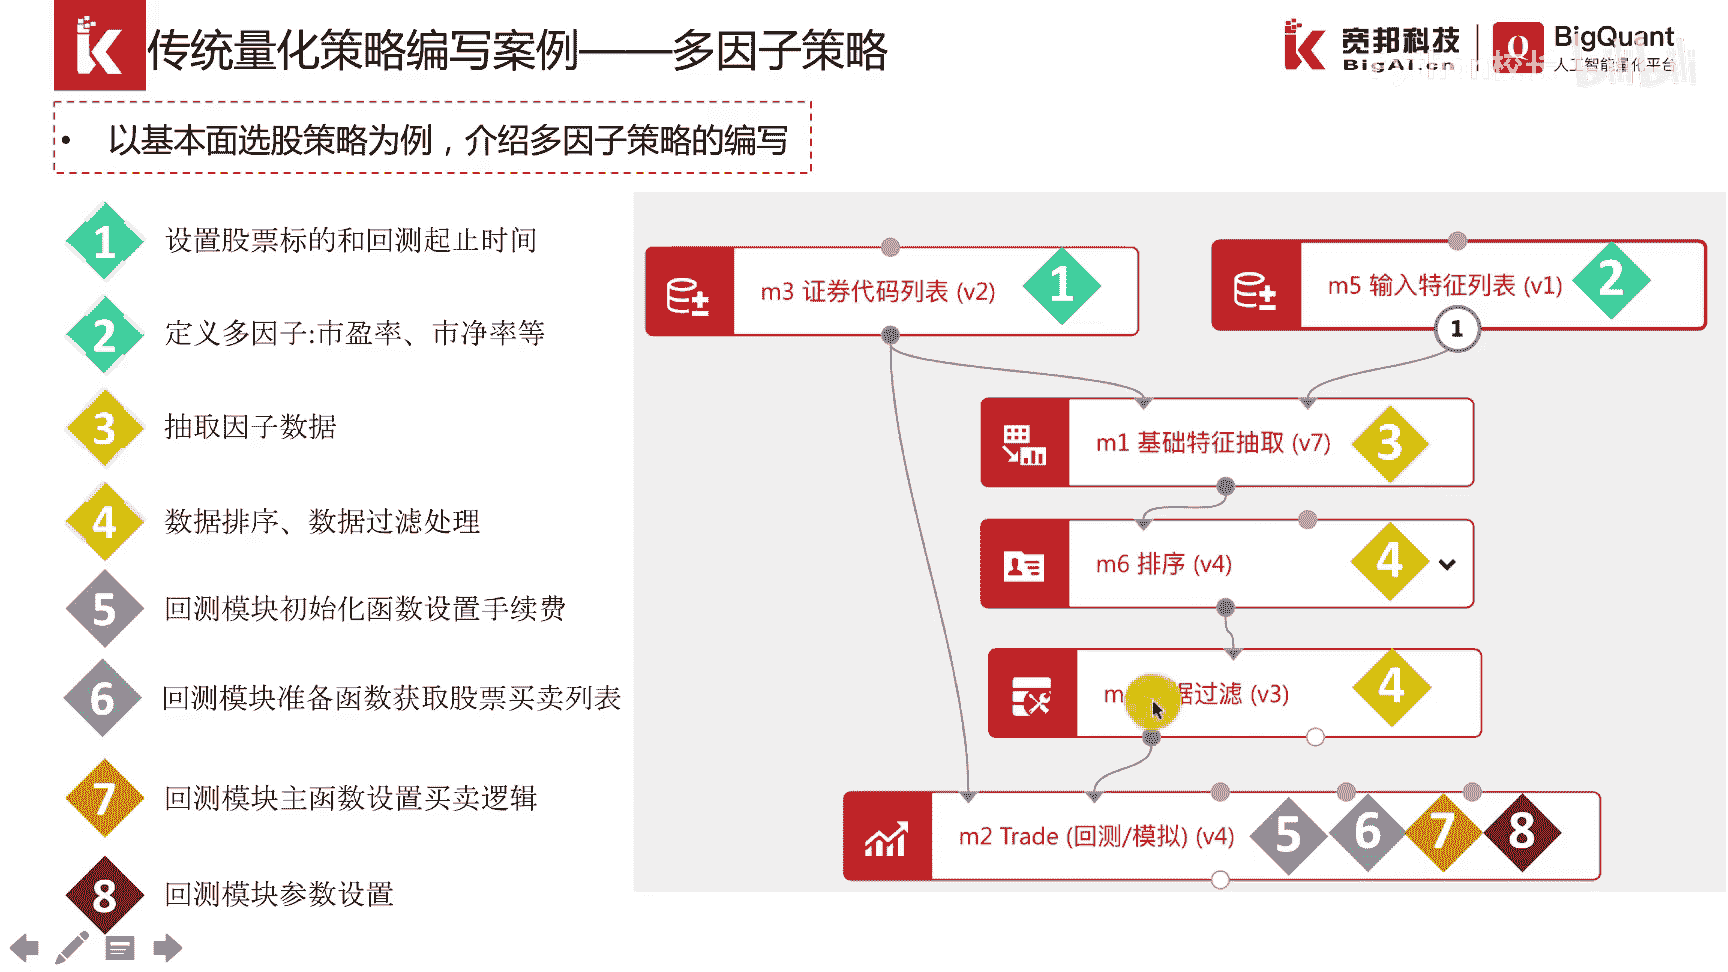 传统量化策略编写案例——多因子策略
宽邦科技
BigAI.cn
Q
BigQuant
人工智能量化平台
bilibili
• 以基本面选股策略为例，介绍多因子策略的编写
1 设置股票标的和回测起止时间
2 定义多因子:市盈率、市净率等
3 抽取因子数据
4 数据排序、数据过滤处理
5 回测模块初始化函数设置手续费
6 回测模块准备函数获取股票买卖列表
7 回测模块主函数设置买卖逻辑
8 回测模块参数设置
m3 证券代码列表 (v2) 1
m5 输入特征列表 (v1) 2
1
m1 基础特征抽取 (v7) 3
m6 排序 (v4) 4
据过滤 (v3) 4
m2 Trade (回测/模拟) (v4) 5 6 7 8